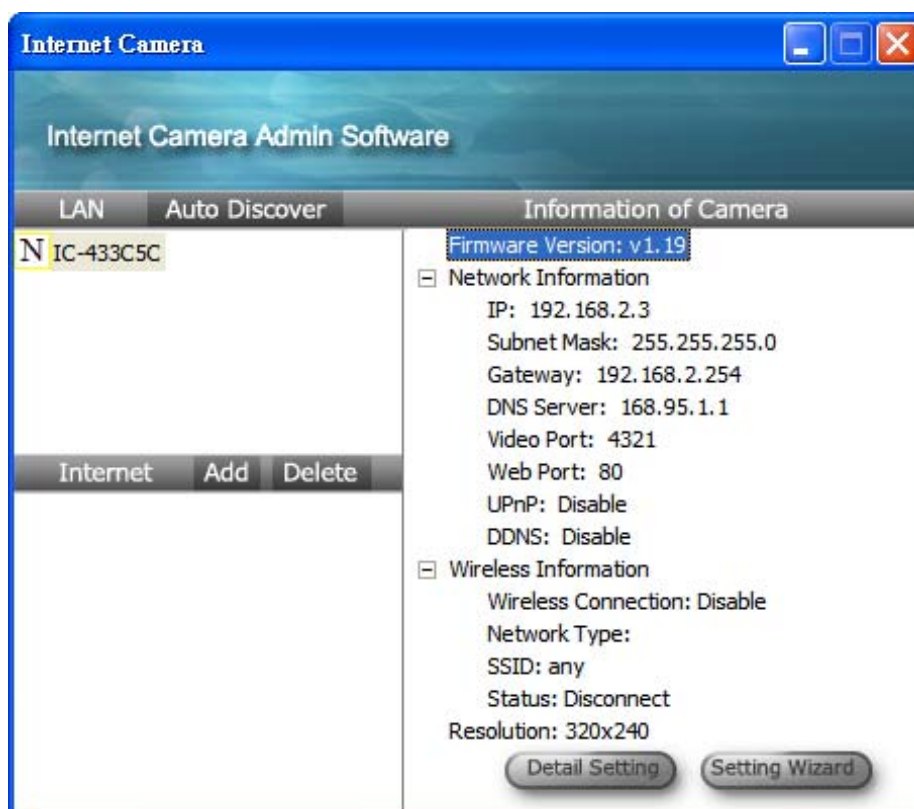 Internet Camera
Internet Camera Admin Software
LAN Auto Discover
N IC-433C5C
Internet Add Delete
Information of Camera
Firmware Version: v1.19
Network Information
IP: 192.168.2.3
Subnet Mask: 255.255.255.0
Gateway: 192.168.2.254
DNS Server: 168.95.1.1
Video Port: 4321
Web Port: 80
UPnP: Disable
DDNS: Disable
Wireless Information
Wireless Connection: Disable
Network Type:
SSID: any
Status: Disconnect
Resolution: 320x240
Detail Setting Setting Wizard